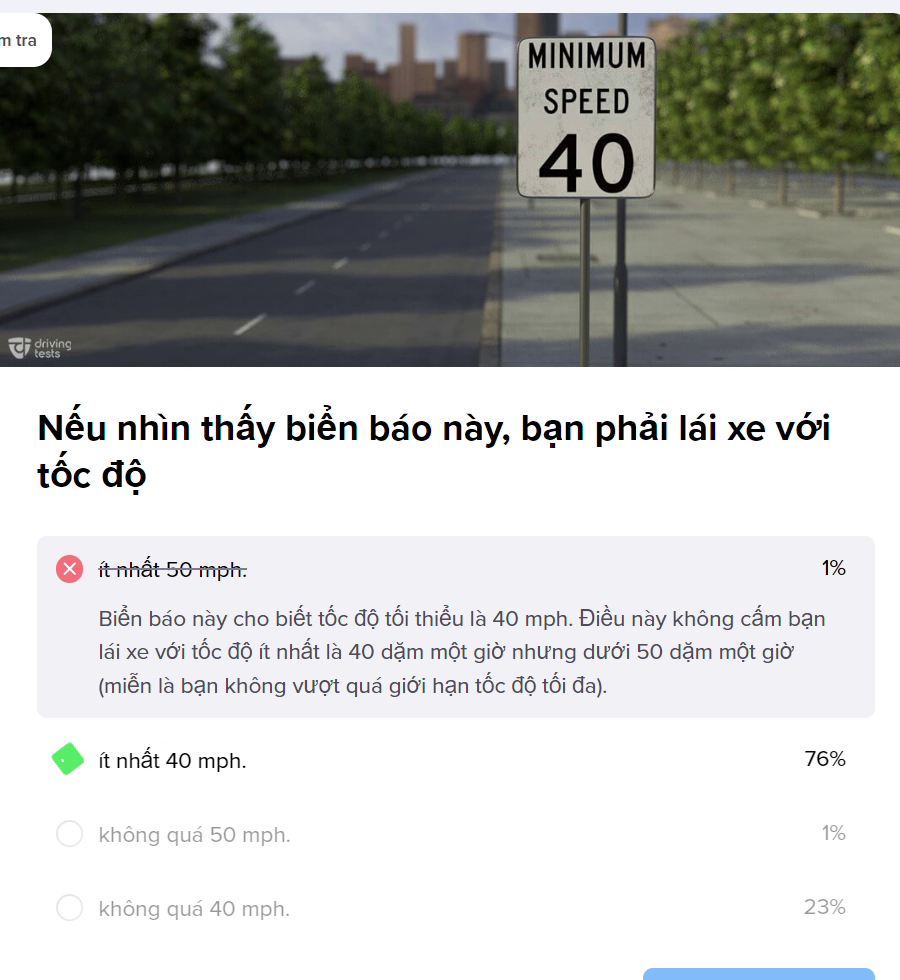 m tra
MINIMUM
SPEED
40
driving
tests
Nếu nhìn thấy biển báo này, bạn phải lái xe với
tốc độ
ít nhất 50 mph.
1%
Biển báo này cho biết tốc độ tối thiểu là 40 mph. Điều này không cấm bạn
lái xe với tốc độ ít nhất là 40 dặm một giờ nhưng dưới 50 dặm một giờ
(miễn là bạn không vượt quá giới hạn tốc độ tối đa).
ít nhất 40 mph.
76%
không quá 50 mph.
1%
không quá 40 mph.
23%